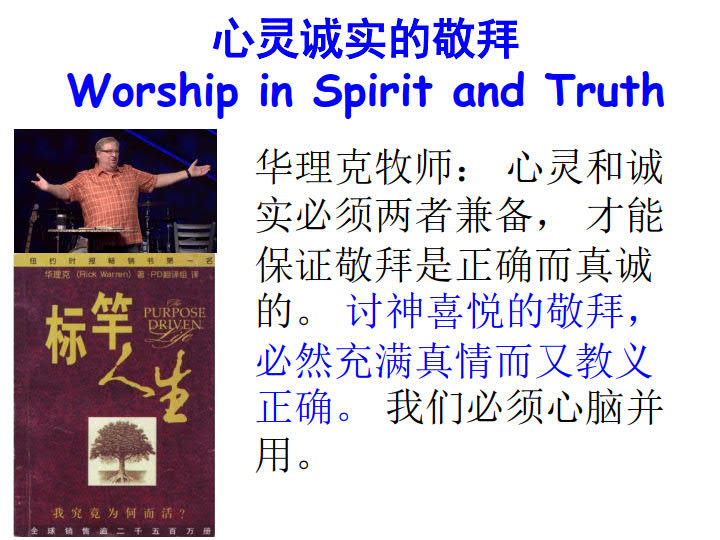 心灵诚实的敬拜
Worship in Spirit and Truth
华理克牧师： 心灵和诚
实必须两者兼备， 才能
保证敬拜是正确而真诚
的。 讨神喜悦的敬拜，
必然充满真情而又教义
正确。 我们必须心脑并
用。
纽约时报畅销书第一名
华理克 (Rick Warren) 著·PD翻译组 译
标竿
人生
The
PURPOSE
DRIVEN
Life
我究竟为何而活?
全球销售逾二千五百万册